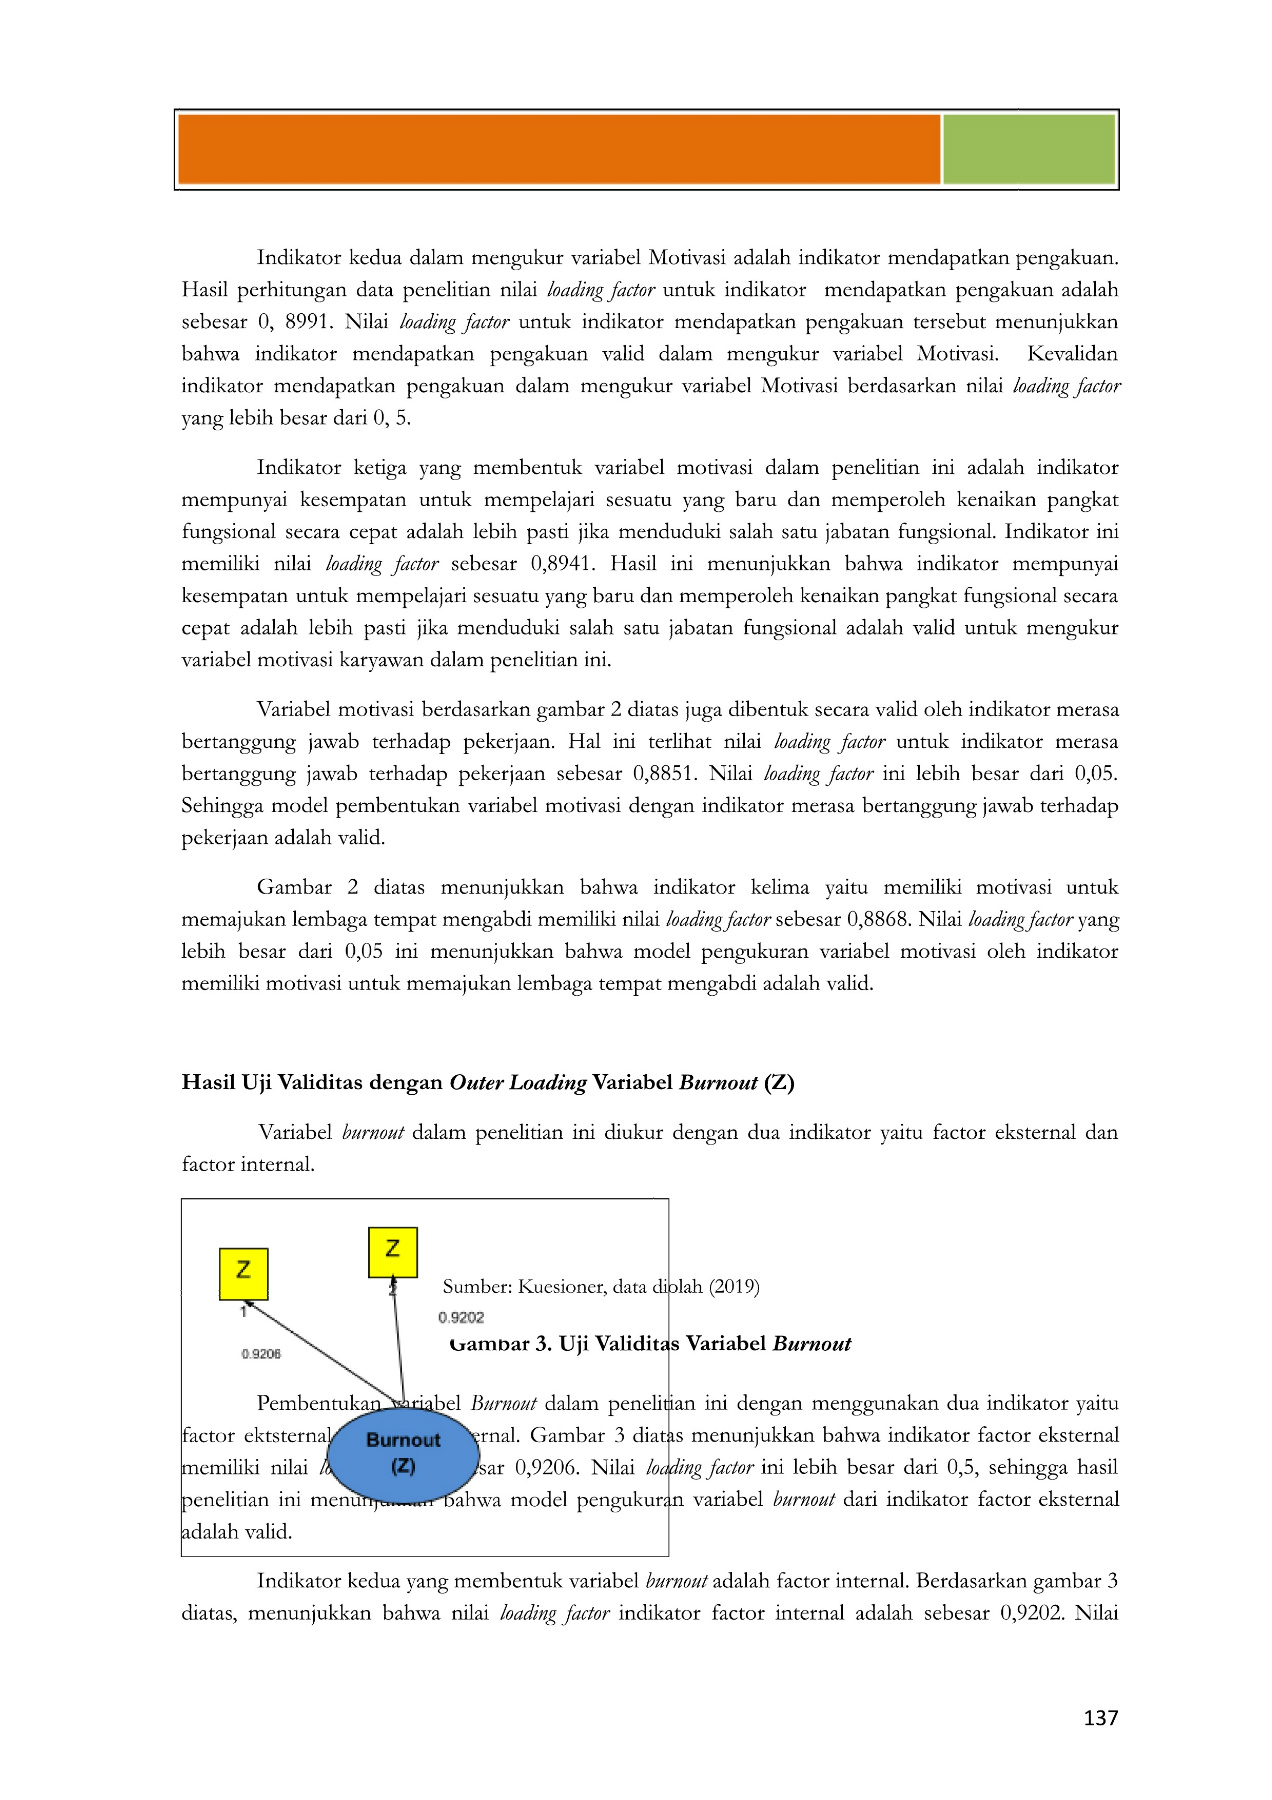 Indikator kedua dalam mengukur variabel Motivasi adalah indikator mendapatkan pengakuan.
Hasil perhitungan data penelitian nilai loading factor untuk indikator mendapatkan pengakuan adalah
sebesar 0, 8991. Nilai loading factor untuk indikator mendapatkan pengakuan tersebut menunjukkan
bahwa indikator mendapatkan pengakuan valid dalam mengukur variabel Motivasi. Kevalidan
indikator mendapatkan pengakuan dalam mengukur variabel Motivasi berdasarkan nilai loading factor
yang lebih besar dari 0, 5.
Indikator ketiga yang membentuk variabel motivasi dalam penelitian ini adalah indikator
mempunyai kesempatan untuk mempelajari sesuatu yang baru dan memperoleh kenaikan pangkat
fungsional secara cepat adalah lebih pasti jika menduduki salah satu jabatan fungsional. Indikator ini
memiliki nilai loading factor sebesar 0,8941. Hasil ini menunjukkan bahwa indikator mempunyai
kesempatan untuk mempelajari sesuatu yang baru dan memperoleh kenaikan pangkat fungsional secara
cepat adalah lebih pasti jika menduduki salah satu jabatan fungsional adalah valid untuk mengukur
variabel motivasi karyawan dalam penelitian ini.
Variabel motivasi berdasarkan gambar 2 diatas juga dibentuk secara valid oleh indikator merasa
bertanggung jawab terhadap pekerjaan. Hal ini terlihat nilai loading factor untuk indikator merasa
bertanggung jawab terhadap pekerjaan sebesar 0,8851. Nilai loading factor ini lebih besar dari 0,05.
Sehingga model pembentukan variabel motivasi dengan indikator merasa bertanggung jawab terhadap
pekerjaan adalah valid.
Gambar 2 diatas menunjukkan bahwa indikator kelima yaitu memiliki motivasi untuk
memajukan lembaga tempat mengabdi memiliki nilai loading factor sebesar 0,8868. Nilai loading factor yang
lebih besar dari 0,05 ini menunjukkan bahwa model pengukuran variabel motivasi oleh indikator
memiliki motivasi untuk memajukan lembaga tempat mengabdi adalah valid.
Hasil Uji Validitas dengan Outer Loading Variabel Burnout (Z)
Variabel burnout dalam penelitian ini diukur dengan dua indikator yaitu factor eksternal dan
factor internal.
Z
Z
2
1
Sumber: Kuesioner, data diolah (2019)
0.9202
0.9206
Gambar 3. Uji Validitas Variabel Burnout
Burnout
(Z)
Pembentukan variabel Burnout dalam penelitian ini dengan menggunakan dua indikator yaitu
factor ektsternal ernal. Gambar 3 diatas menunjukkan bahwa indikator factor eksternal
memiliki nilai sar 0,9206. Nilai loading factor ini lebih besar dari 0,5, sehingga hasil
penelitian ini menunjukkan bahwa model pengukuran variabel burnout dari indikator factor eksternal
adalah valid.
Indikator kedua yang membentuk variabel burnout adalah factor internal. Berdasarkan gambar 3
diatas, menunjukkan bahwa nilai loading factor indikator factor internal adalah sebesar 0,9202. Nilai
137